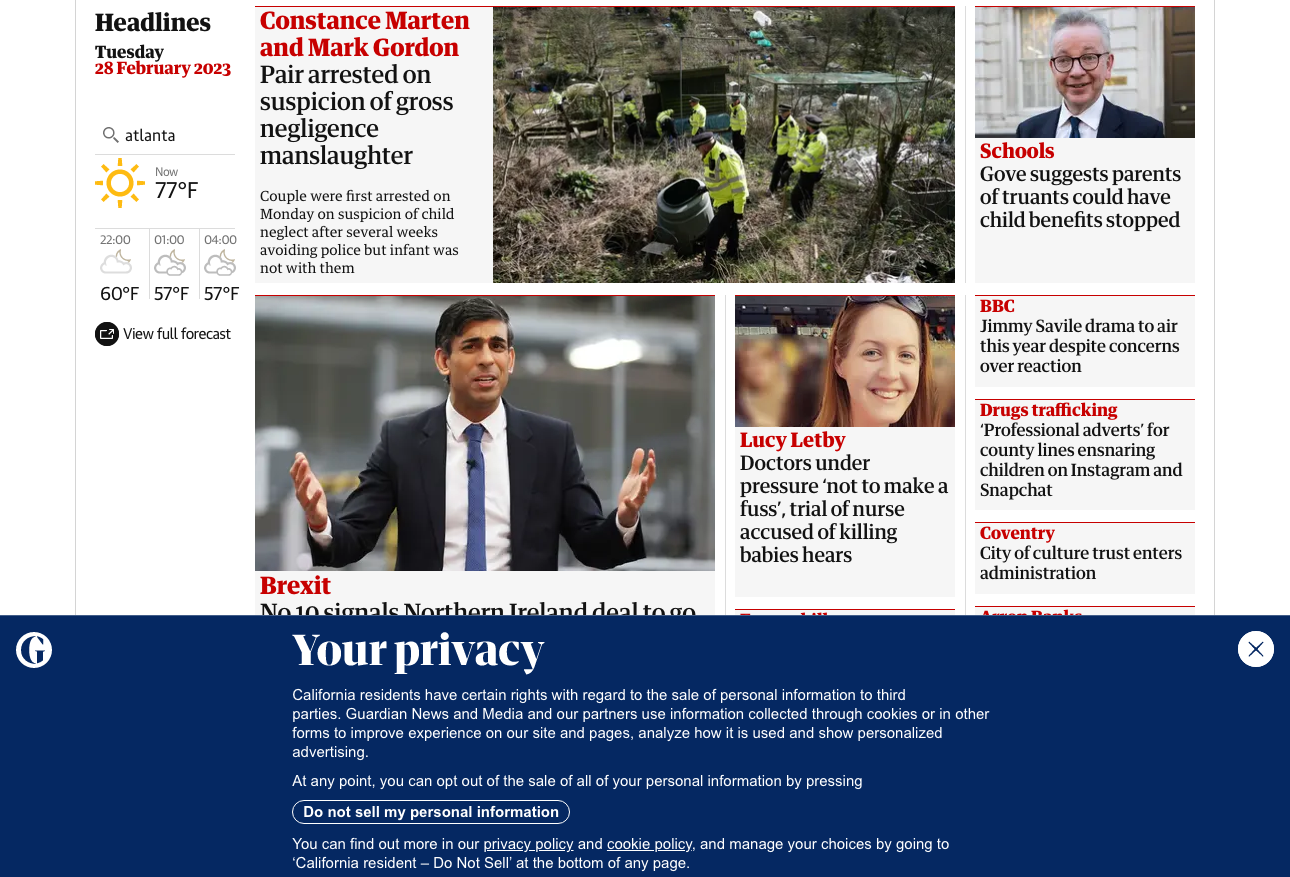 Headlines
Tuesday
28 February 2023
atlanta
Now
77°F
22:00
01:00
04:00
60°F
57°F
57°F
View full forecast
Constance Marten
and Mark Gordon
Pair arrested on
suspicion of gross
negligence
manslaughter
Couple were first arrested on
Monday on suspicion of child
neglect after several weeks
avoiding police but infant was
not with them
Schools
Gove suggests parents
of truants could have
child benefits stopped
Brexit
No 10 signals Northern Ireland deal to go
Lucy Letby
Doctors under
pressure ‘not to make a
fuss’, trial of nurse
accused of killing
babies hears
BBC
Jimmy Savile drama to air
this year despite concerns
over reaction
Drugs trafficking
‘Professional adverts’ for
county lines ensnaring
children on Instagram and
Snapchat
Coventry
City of culture trust enters
administration
Your privacy
California residents have certain rights with regard to the sale of personal information to third
parties. Guardian News and Media and our partners use information collected through cookies or in other
forms to improve experience on our site and pages, analyze how it is used and show personalized
advertising.
At any point, you can opt out of the sale of all of your personal information by pressing
Do not sell my personal information
You can find out more in our privacy policy and cookie policy, and manage your choices by going to
‘California resident – Do Not Sell’ at the bottom of any page.